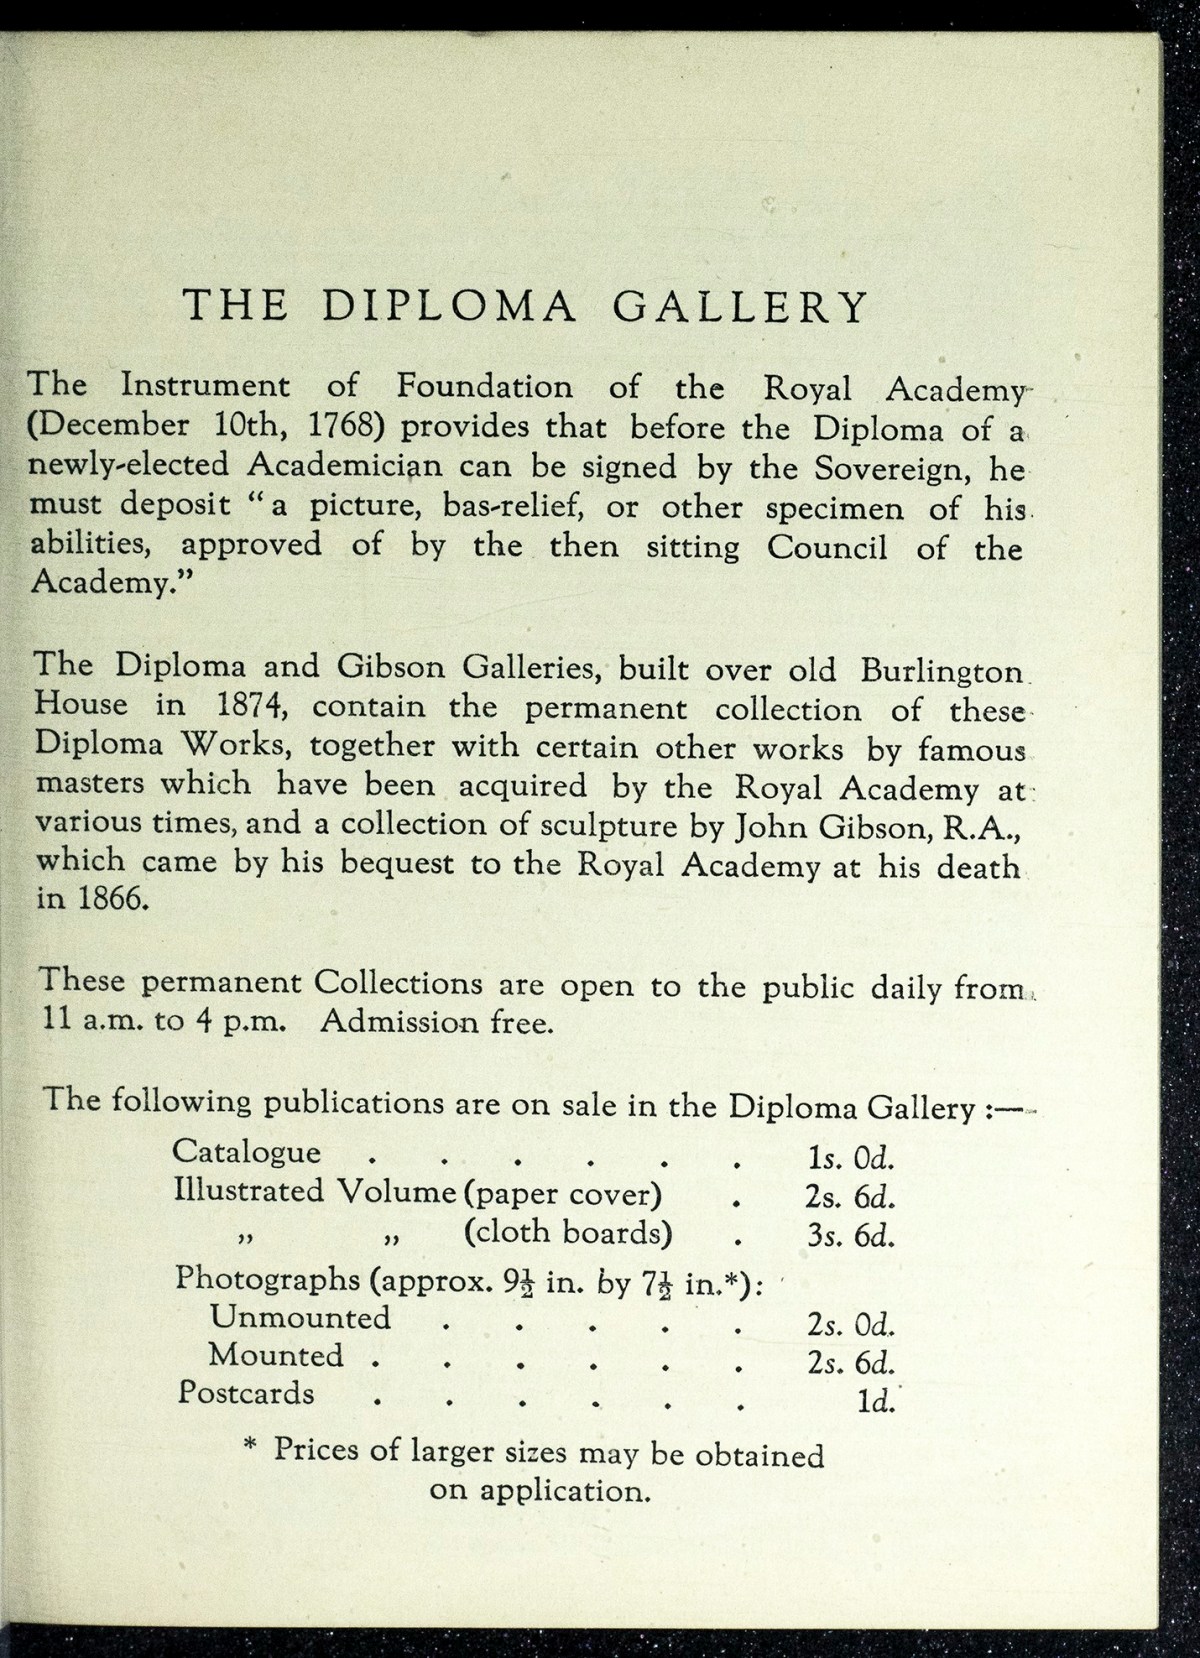 THE DIPLOMA GALLERY
The Instrument of Foundation of the Royal Academy
(December 10th, 1768) provides that before the Diploma of a
newly-elected Academician can be signed by the Sovereign, he
must deposit “a picture, bas-relief, or other specimen of his
abilities, approved of by the then sitting Council of the
Academy.”
The Diploma and Gibson Galleries, built over old Burlington
House in 1874, contain the permanent collection of these
Diploma Works, together with certain other works by famous
masters which have been acquired by the Royal Academy at
various times, and a collection of sculpture by John Gibson, R.A.,
which came by his bequest to the Royal Academy at his death
in 1866.
These permanent Collections are open to the public daily from
11 a.m. to 4 p.m. Admission free.
The following publications are on sale in the Diploma Gallery :—
Catalogue . . . . . . 1s. 0d.
Illustrated Volume (paper cover) . 2s. 6d.
„ „ (cloth boards) . 3s. 6d.
Photographs (approx. 9½ in. by 7½ in.*):
Unmounted . . . . . 2s. 0d.
Mounted . . . . . . 2s. 6d.
Postcards . . . . . . 1d.
* Prices of larger sizes may be obtained
on application.